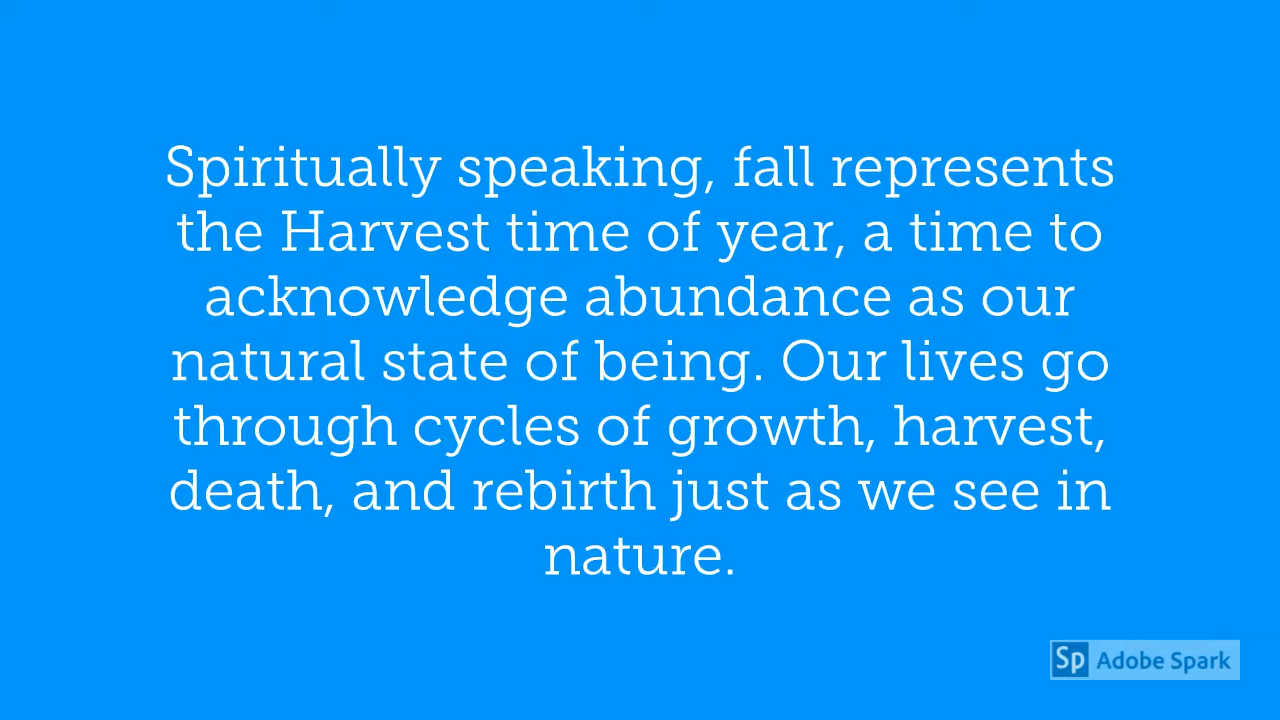 Spiritually speaking, fall represents
the Harvest time of year, a time to
acknowledge abundance as our
natural state of being. Our lives go
through cycles of growth, harvest,
death, and rebirth just as we see in
nature.
Sp Adobe Spark